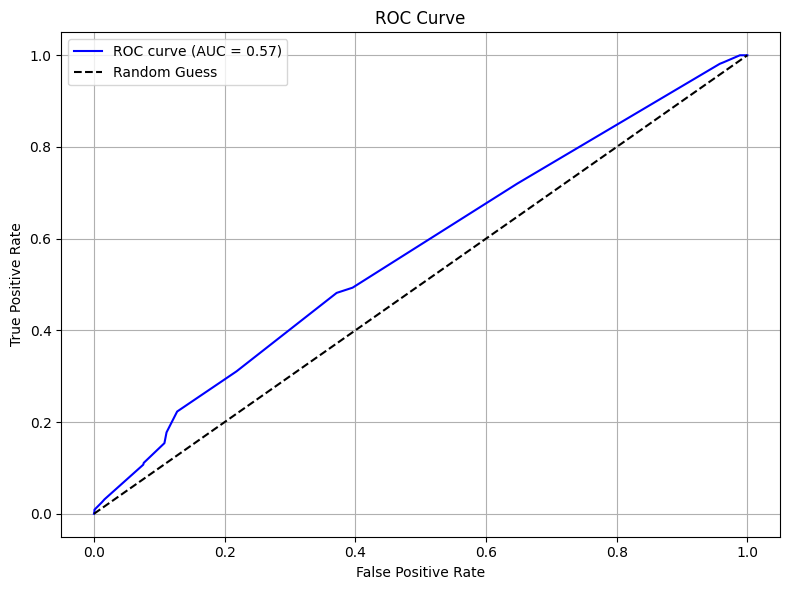 ROC Curve
ROC curve (AUC = 0.57)
Random Guess
1.0
0.8
0.6
0.4
0.2
0.0
True Positive Rate
0.0 0.2 0.4 0.6 0.8 1.0
False Positive Rate